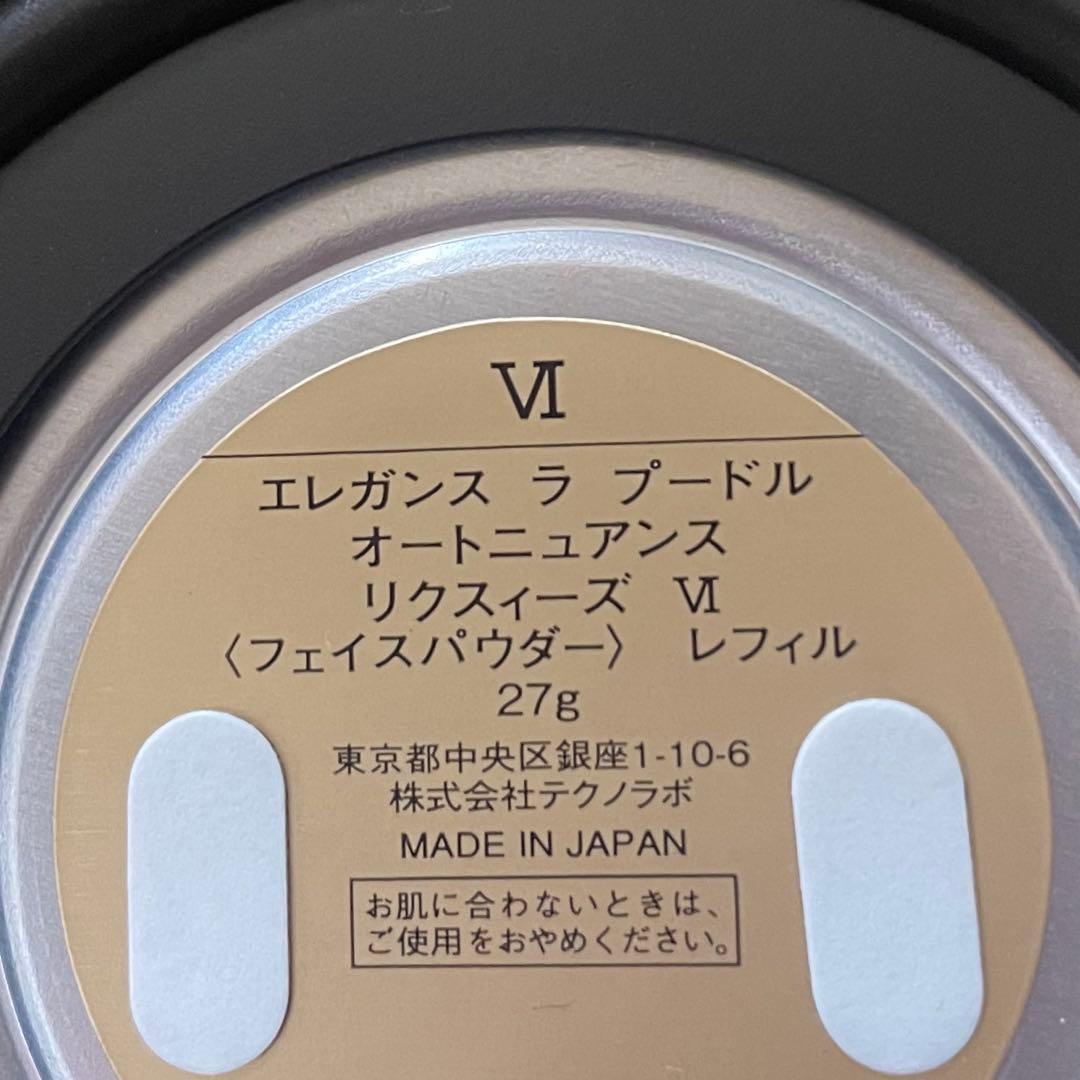 Ⅵ
エレガンス ラ プードル
オートニュアンス
リクスィーズ Ⅵ
〈フェイスパウダー〉 レフィル
27g
東京都中央区銀座1-10-6
株式会社テクノラボ
MADE IN JAPAN
お肌に合わないときは、
ご使用をおやめください。